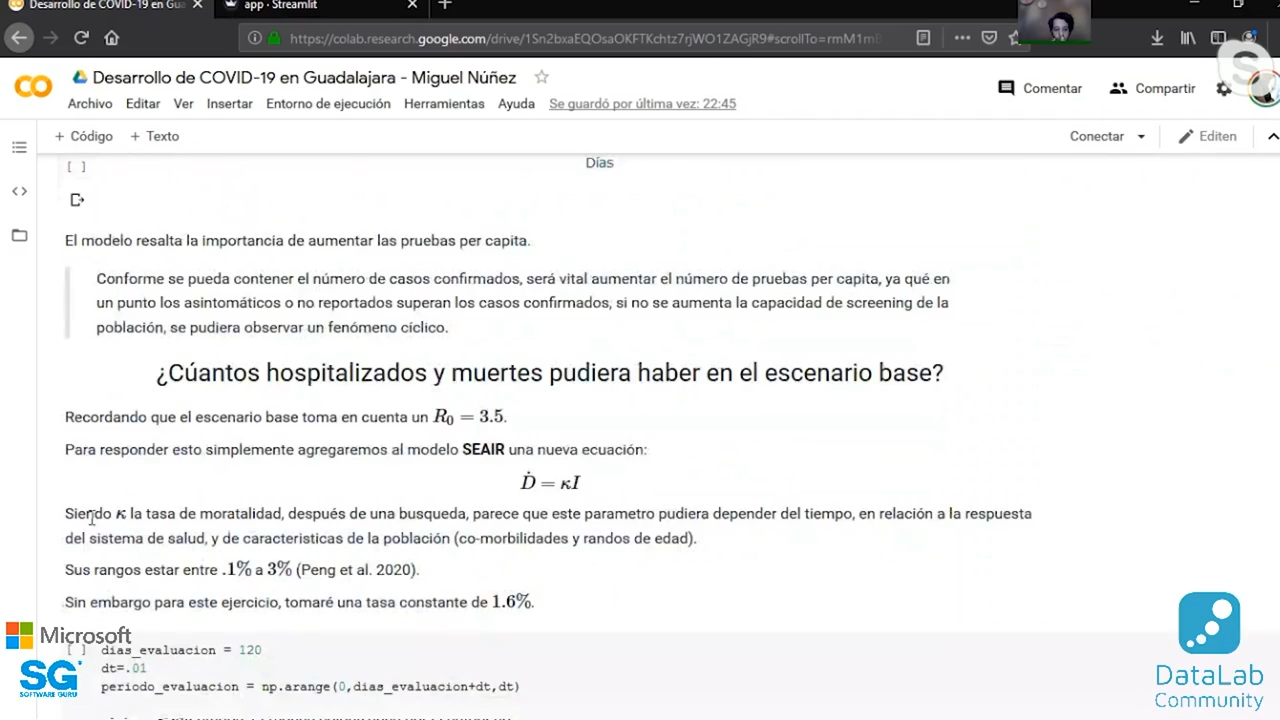 Desarrollo de COVID-19 en Gua
app · Streamlit
https://colab.research.google.com/drive/1Sn2bxaEQOsaOKFTKchtz7rjWO1ZAGjR9#scrollTo=rmM1m
Desarrollo de COVID-19 en Guadalajara - Miguel Núñez
Comentar
Compartir
S
Archivo Editar Ver Insertar Entorno de ejecución Herramientas Ayuda Se guardó por última vez: 22:45
+ Código + Texto
Conectar
Editen
[ ]
Días
El modelo resalta la importancia de aumentar las pruebas per capita.
Conforme se pueda contener el número de casos confirmados, será vital aumentar el número de pruebas per capita, ya qué en
un punto los asintomáticos o no reportados superan los casos confirmados, si no se aumenta la capacidad de screening de la
población, se pudiera observar un fenómeno cíclico.
¿Cúantos hospitalizados y muertes pudiera haber en el escenario base?
Recordando que el escenario base toma en cuenta un R₀ = 3.5.
Para responder esto simplemente agregaremos al modelo SEAIR una nueva ecuación:
Ḋ = κI
Siendo κ la tasa de moratalidad, después de una busqueda, parece que este parametro pudiera depender del tiempo, en relación a la respuesta
del sistema de salud, y de caracteristicas de la población (co-morbilidades y randos de edad).
Sus rangos estar entre .1% a 3% (Peng et al. 2020).
Sin embargo para este ejercicio, tomaré una tasa constante de 1.6%.
[ ] dias_evaluacion = 120
dt=.01
periodo_evaluacion = np.arange(0,dias_evaluacion+dt,dt)
Microsoft
SG
SOFTWARE GURU
DataLab
Community